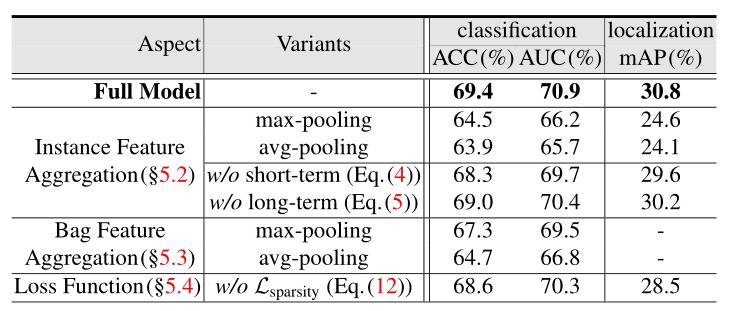 Aspect Variants classification localization
ACC(%) AUC(%) mAP(%)
Full Model - 69.4 70.9 30.8
Instance Feature Aggregation(§5.2) max-pooling 64.5 66.2 24.6
avg-pooling 63.9 65.7 24.1
w/o short-term (Eq.(4)) 68.3 69.7 29.6
w/o long-term (Eq.(5)) 69.0 70.4 30.2
Bag Feature Aggregation(§5.3) max-pooling 67.3 69.5 -
avg-pooling 64.7 66.8 -
Loss Function(§5.4) w/o ℒsparsity (Eq.(12)) 68.6 70.3 28.5